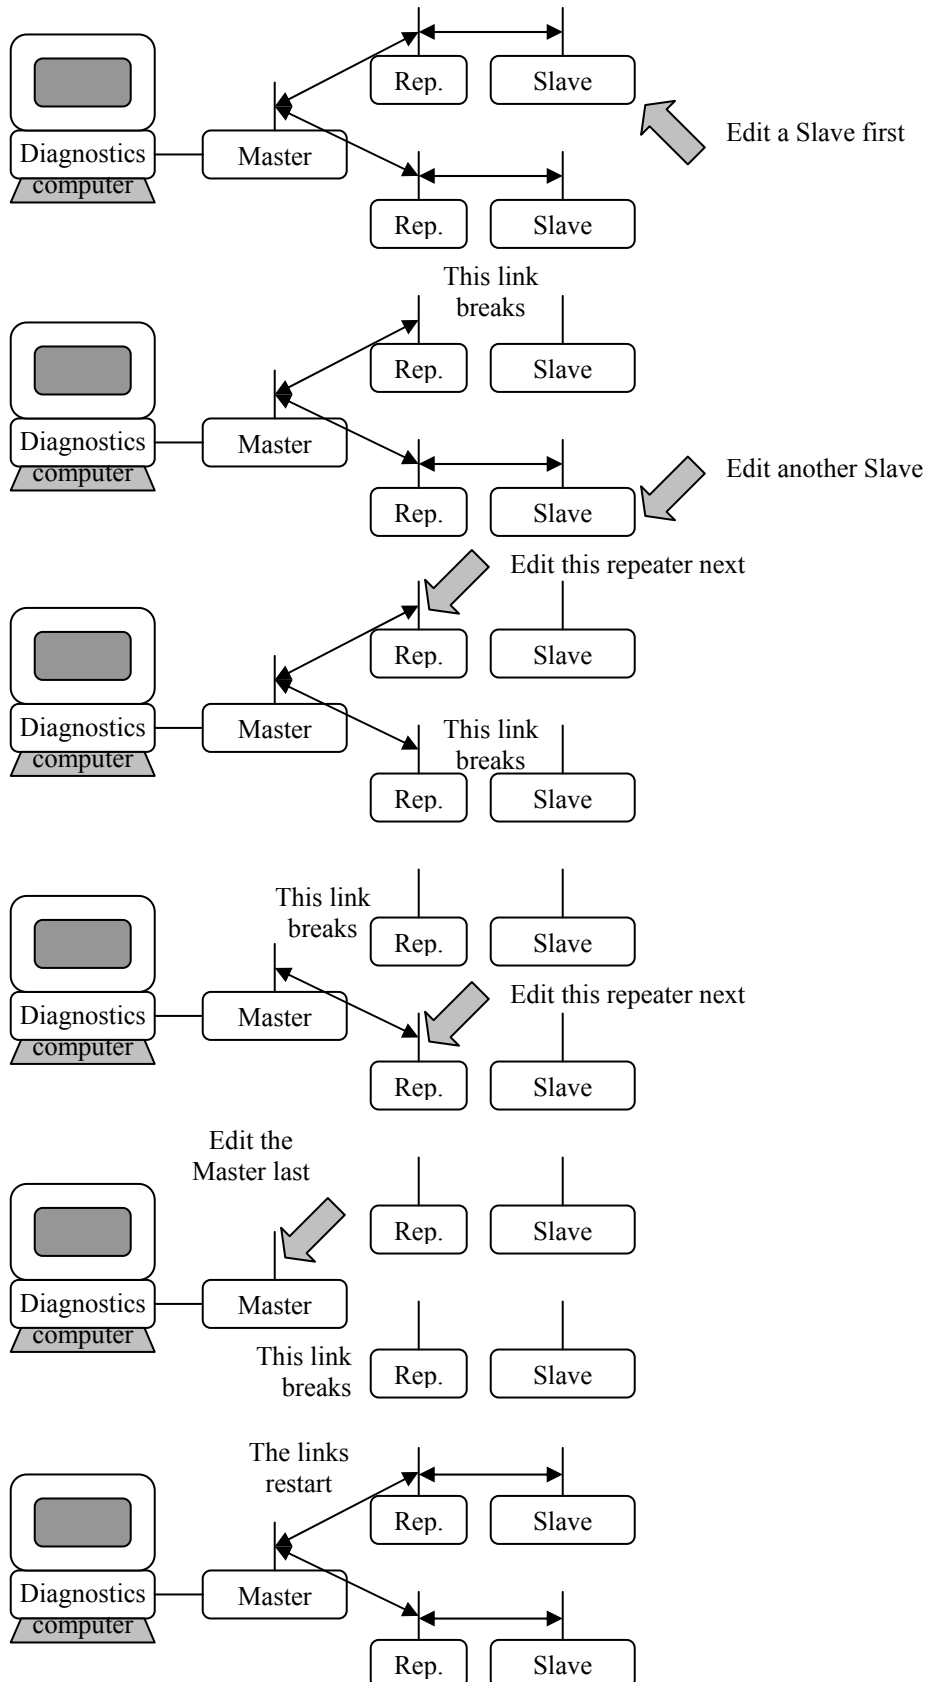 Rep.
Slave
Diagnostics
computer
Master
Edit a Slave first
Rep.
Slave
This link
breaks
Rep.
Slave
Diagnostics
computer
Master
Edit another Slave
Rep.
Slave
Edit this repeater next
Rep.
Slave
Diagnostics
computer
Master
This link
breaks
Rep.
Slave
This link
breaks
Rep.
Slave
Diagnostics
computer
Master
Edit this repeater next
Rep.
Slave
Edit the
Master last
Rep.
Slave
Diagnostics
computer
Master
This link
breaks
Rep.
Slave
The links
restart
Rep.
Slave
Diagnostics
computer
Master
Rep.
Slave